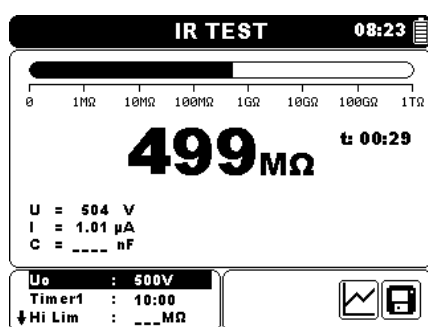 IR TEST 08:23
0 1MΩ 10MΩ 100MΩ 1GΩ 10GΩ 100GΩ 1TΩ
499MΩ t: 00:29
U = 504 V
I = 1.01 µA
C = ____ nF
Uo : 500V
Timer1 : 10:00
Hi Lim : ___MΩ